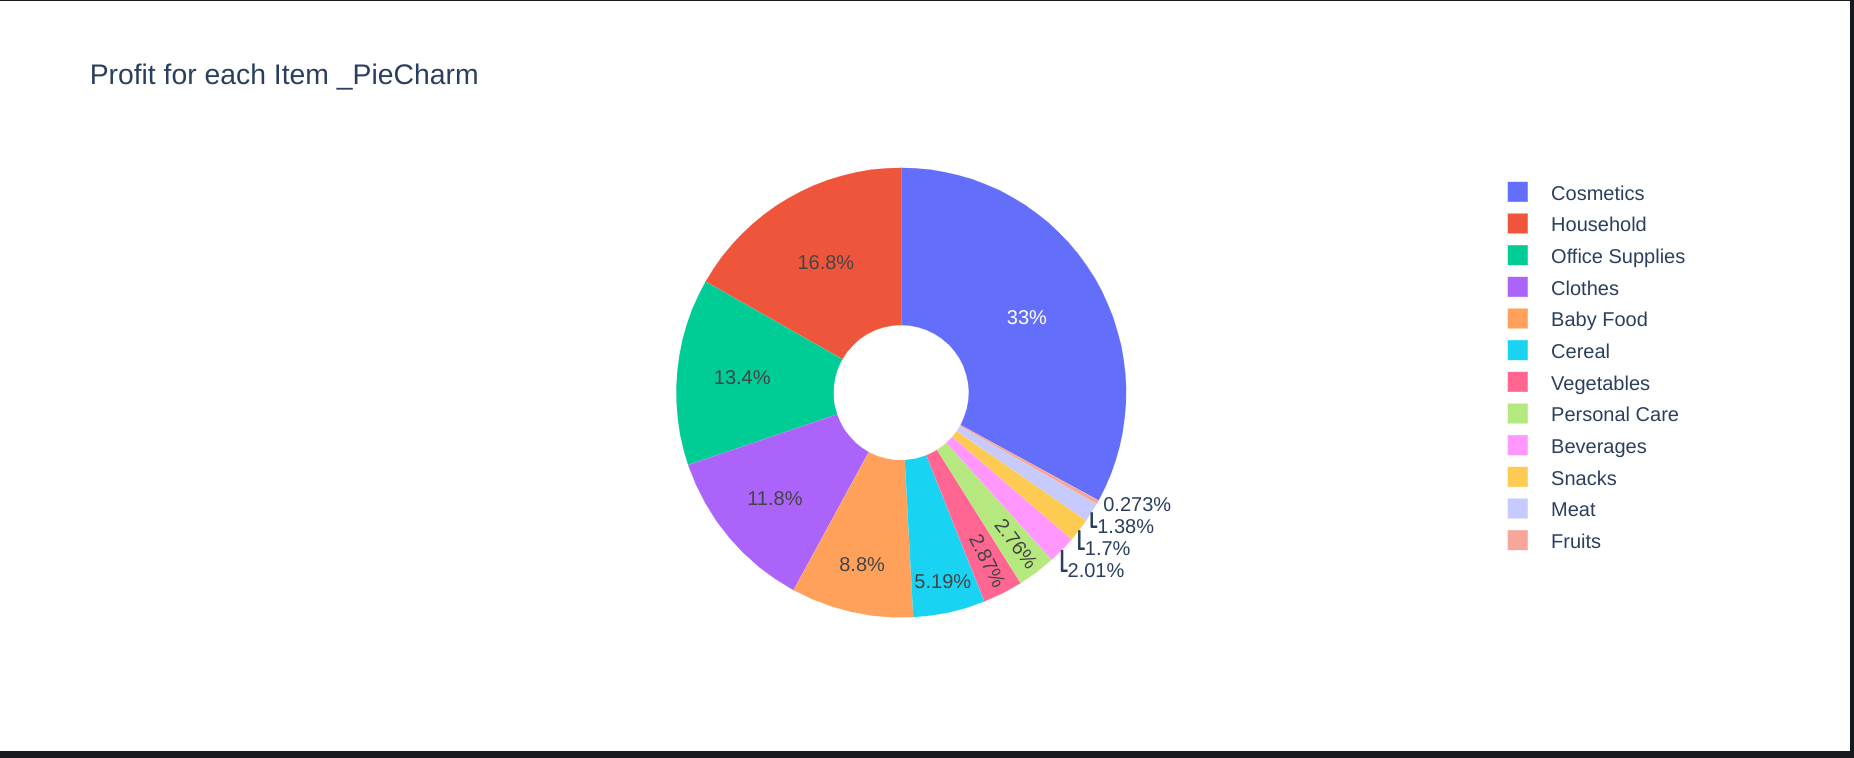 Profit for each Item _PieCharm
33%
16.8%
13.4%
11.8%
8.8%
5.19%
2.87%
2.76%
2.01%
1.7%
1.38%
0.273%
Cosmetics
Household
Office Supplies
Clothes
Baby Food
Cereal
Vegetables
Personal Care
Beverages
Snacks
Meat
Fruits